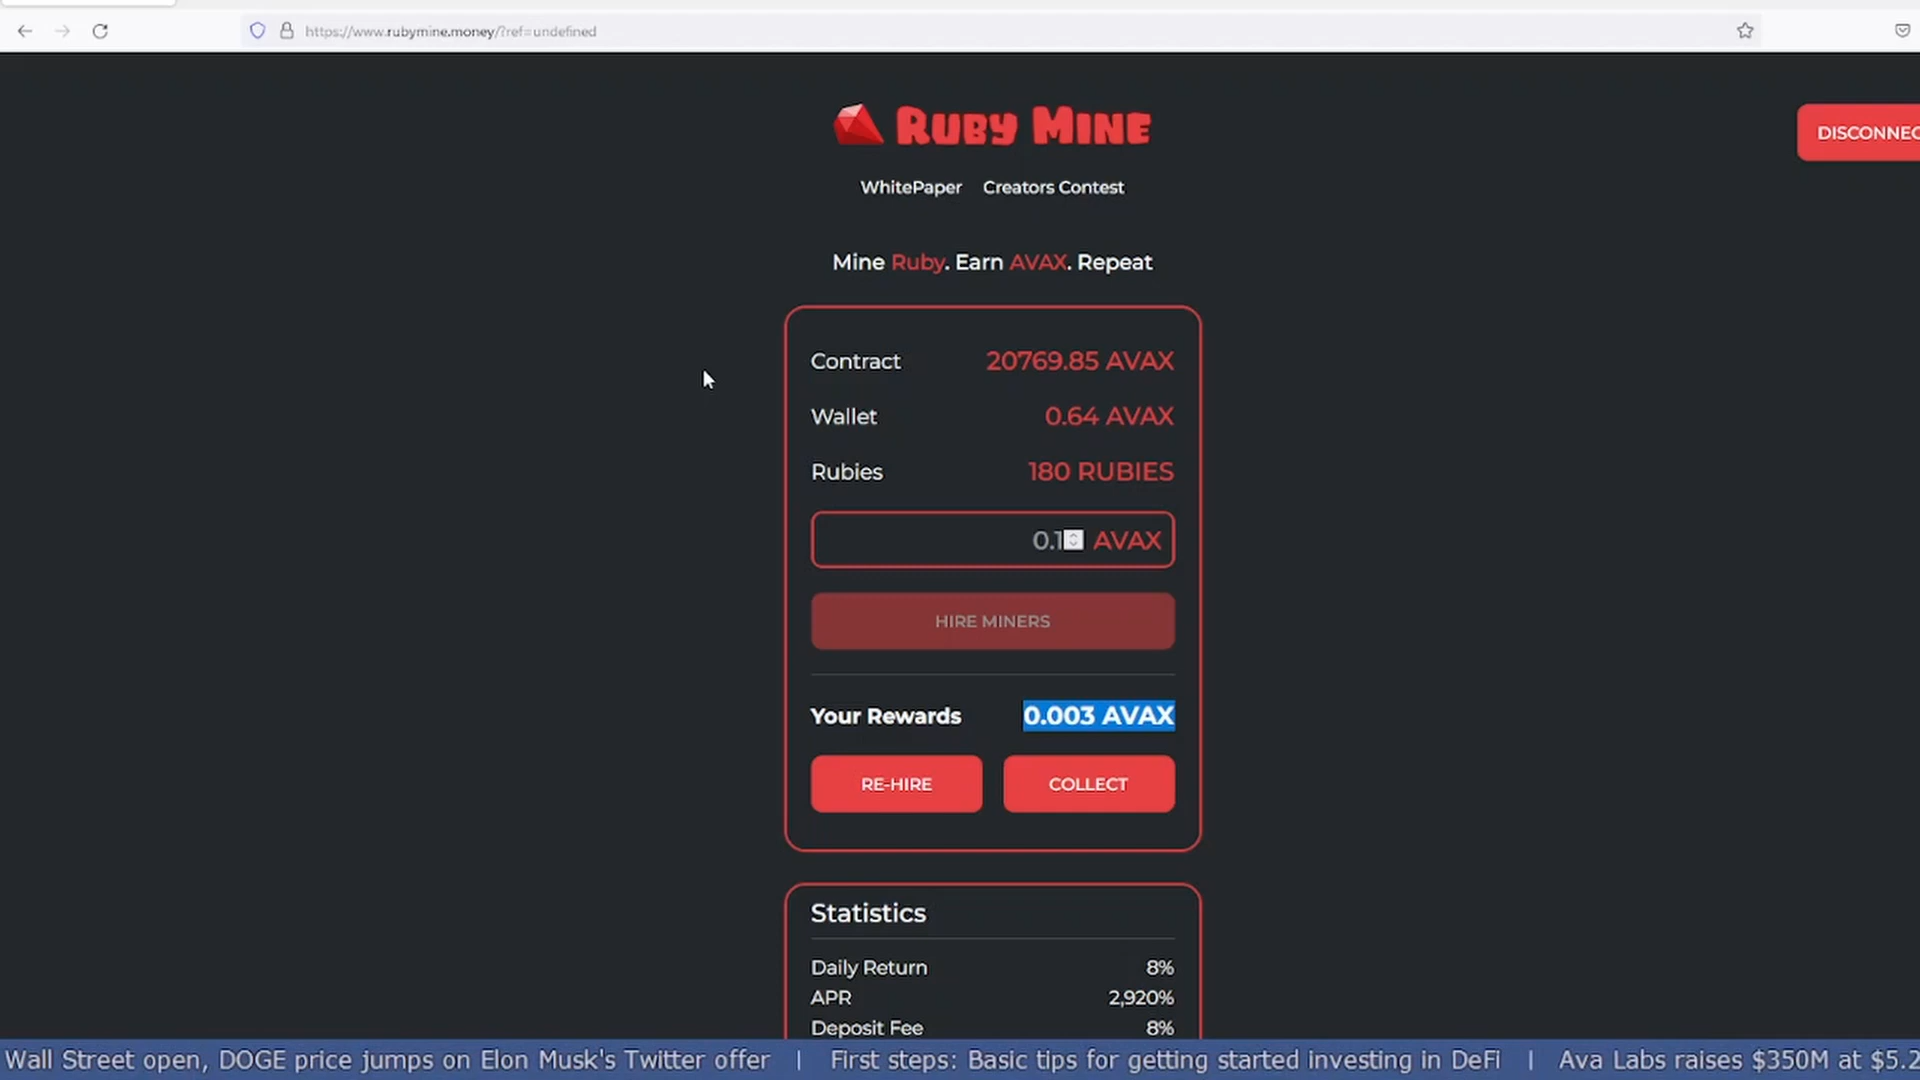 https://www.rubymine.money/?ref=undefined
Ruby Mine
DISCONNEC
WhitePaper Creators Contest
Mine Ruby. Earn AVAX. Repeat
Contract 20769.85 AVAX
Wallet 0.64 AVAX
Rubies 180 RUBIES
0.1 AVAX
HIRE MINERS
Your Rewards 0.003 AVAX
RE-HIRE COLLECT
Statistics
Daily Return 8%
APR 2,920%
Deposit Fee 8%
Wall Street open, DOGE price jumps on Elon Musk's Twitter offer | First steps: Basic tips for getting started investing in DeFi | Ava Labs raises $350M at $5.2